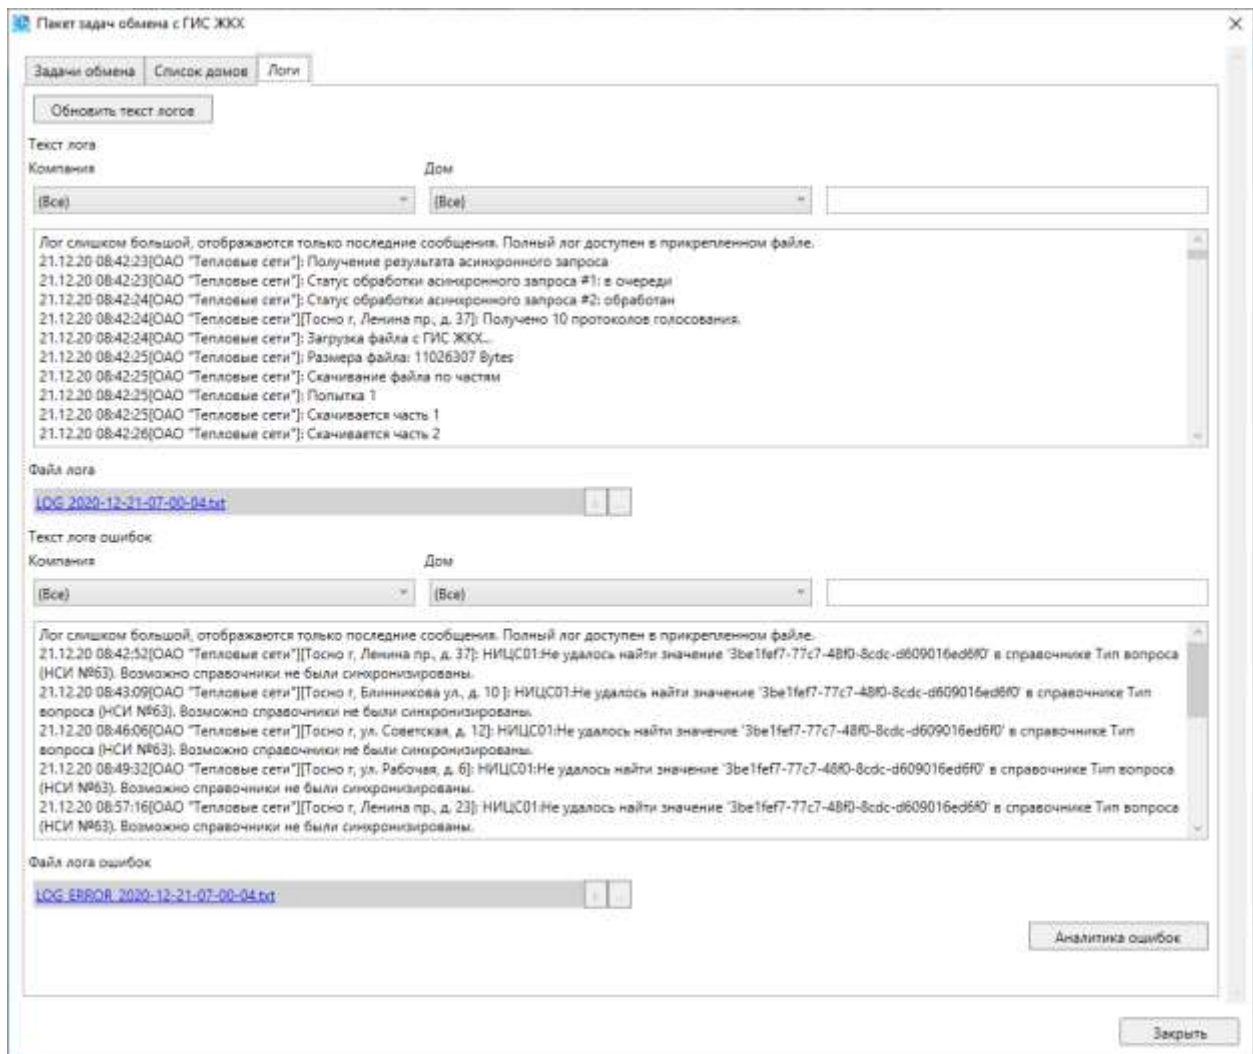 Пакет задач обмена с ГИС ЖКХ
Задачи обмена Список домов Логи
Обновить текст логов
Текст лога
Компания Дом
(Все) (Все)
Лог слишком большой, отображаются только последние сообщения. Полный лог доступен в прикрепленном файле.
21.12.20 08:42:23[ОАО "Тепловые сети"]: Получение результата асинхронного запроса
21.12.20 08:42:23[ОАО "Тепловые сети"]: Статус обработки асинхронного запроса #1: в очереди
21.12.20 08:42:24[ОАО "Тепловые сети"]: Статус обработки асинхронного запроса #2: обработан
21.12.20 08:42:24[ОАО "Тепловые сети"][Тосно г, Ленина пр., д. 37]: Получено 10 протоколов голосования.
21.12.20 08:42:24[ОАО "Тепловые сети"]: Загрузка файла с ГИС ЖКХ...
21.12.20 08:42:25[ОАО "Тепловые сети"]: Размера файла: 11026307 Bytes
21.12.20 08:42:25[ОАО "Тепловые сети"]: Скачивание файла по частям
21.12.20 08:42:25[ОАО "Тепловые сети"]: Попытка 1
21.12.20 08:42:25[ОАО "Тепловые сети"]: Скачивается часть 1
21.12.20 08:42:26[ОАО "Тепловые сети"]: Скачивается часть 2
Файл лога
LOG_2020-12-21-07-00-04.txt
Текст лога ошибок
Компания Дом
(Все) (Все)
Лог слишком большой, отображаются только последние сообщения. Полный лог доступен в прикрепленном файле.
21.12.20 08:42:52[ОАО "Тепловые сети"][Тосно г, Ленина пр., д. 37]: НИЦС01:Не удалось найти значение '3be1fef7-77c7-48f0-8cdc-d609016ed6f0' в справочнике Тип вопроса
(НСИ №63). Возможно справочники не были синхронизированы.
21.12.20 08:43:09[ОАО "Тепловые сети"][Тосно г, Блинникова ул., д. 10 ]: НИЦС01:Не удалось найти значение '3be1fef7-77c7-48f0-8cdc-d609016ed6f0' в справочнике Тип
вопроса (НСИ №63). Возможно справочники не были синхронизированы.
21.12.20 08:46:06[ОАО "Тепловые сети"][Тосно г, ул. Советская, д. 12]: НИЦС01:Не удалось найти значение '3be1fef7-77c7-48f0-8cdc-d609016ed6f0' в справочнике Тип
вопроса (НСИ №63). Возможно справочники не были синхронизированы.
21.12.20 08:49:32[ОАО "Тепловые сети"][Тосно г, ул. Рабочая, д. 6]: НИЦС01:Не удалось найти значение '3be1fef7-77c7-48f0-8cdc-d609016ed6f0' в справочнике Тип вопроса
(НСИ №63). Возможно справочники не были синхронизированы.
21.12.20 08:57:16[ОАО "Тепловые сети"][Тосно г, Ленина пр., д. 23]: НИЦС01:Не удалось найти значение '3be1fef7-77c7-48f0-8cdc-d609016ed6f0' в справочнике Тип вопроса
(НСИ №63). Возможно справочники не были синхронизированы.
Файл лога ошибок
LOG_ERROR_2020-12-21-07-00-04.txt
Аналитика ошибок
Закрыть